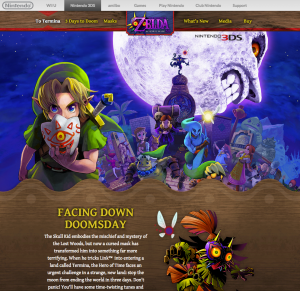 Nintendo
Wii U
Nintendo 3DS
amiibo
Games
Play Nintendo
Club Nintendo
Support
To Termina
3 Days to Doom
Masks
ZELDA
What's New
Media
Buy
NINTENDO 3DS
FACING DOWN
DOOMSDAY
The Skull Kid embodies the mischief and mystery of
the Lost Woods, but now a cursed mask has
transformed him into something far more
terrifying. When he tricks Link™ into entering a
land called Termina, the Hero of Time faces an
urgent challenge in a strange, new land: stop the
moon from ending the world in three days. Don't
panic! You'll have some time-twisting tunes and